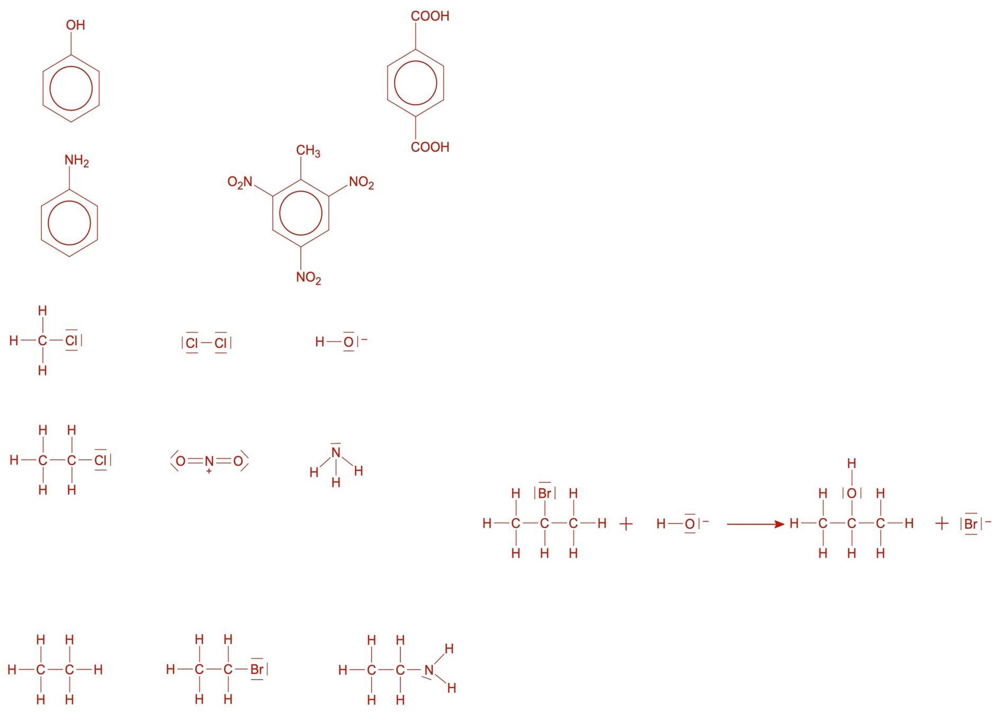 OH
COOH
COOH
NH2
CH3
O2N NO2
NO2
H
H C Cl
H
Cl Cl
H O −
H H
H C C Cl
H H
O N O
+
N
H H
H
H Br H
H C C C H + H O −
H H H
H
H O H
H C C C H + Br −
H H H
H H
H C C H
H H
H H
H C C Br
H H
H H H
H C C N
H H H